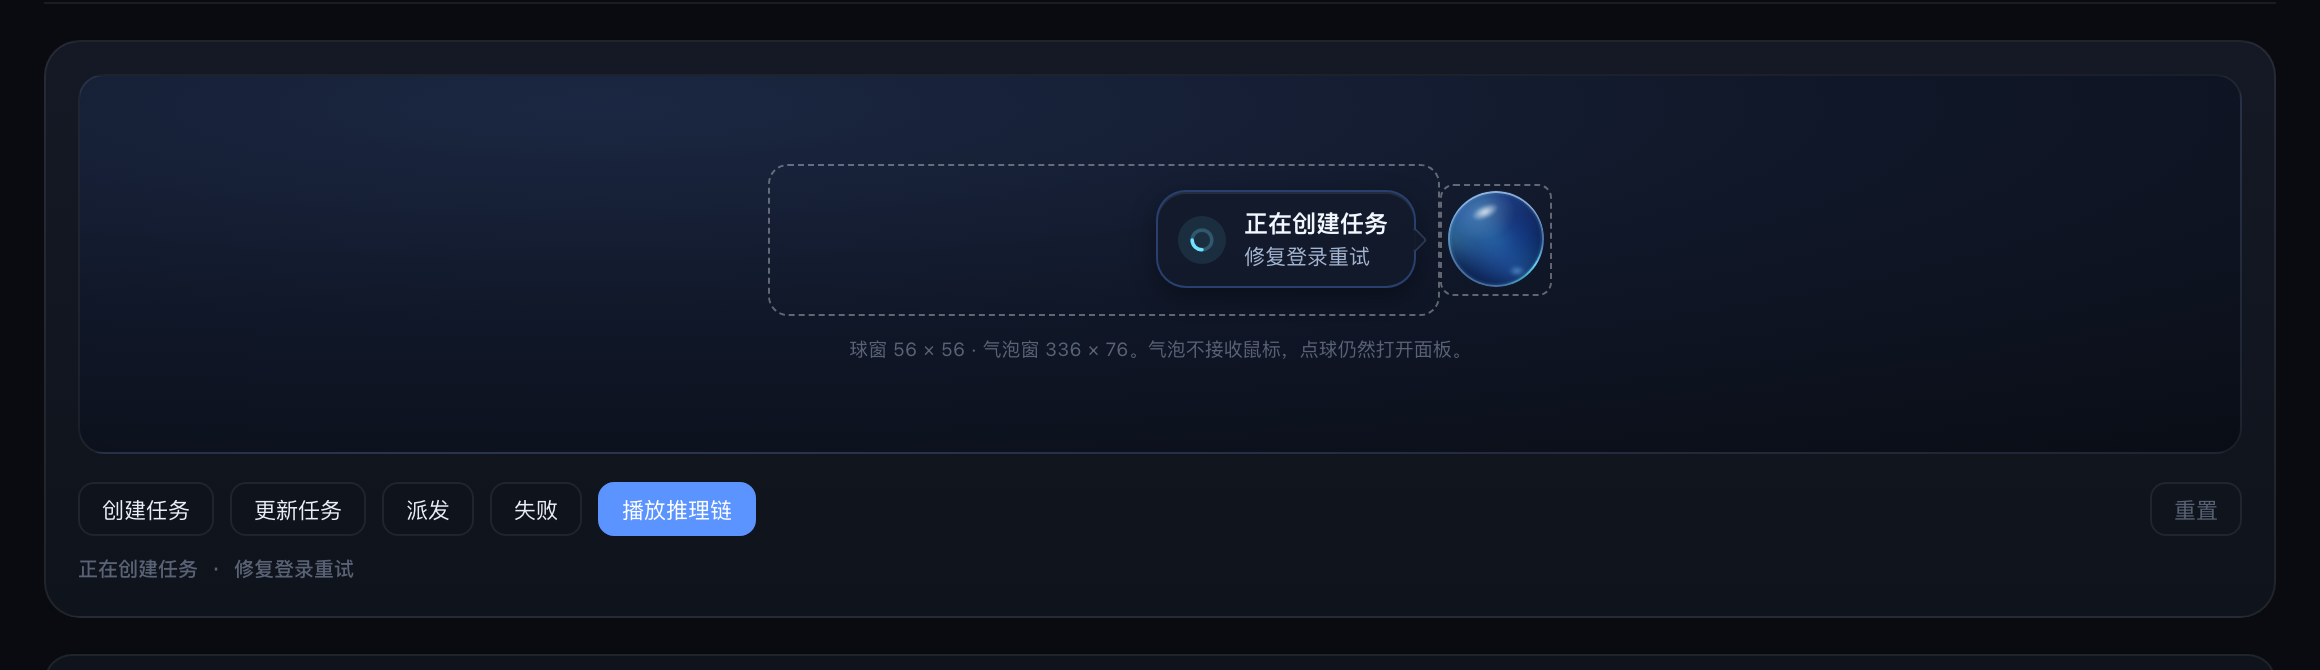 正在创建任务
修复登录重试
球窗 56 × 56 · 气泡窗 336 × 76。气泡不接收鼠标，点球仍然打开面板。
创建任务 更新任务 派发 失败 播放推理链 重置
正在创建任务 · 修复登录重试